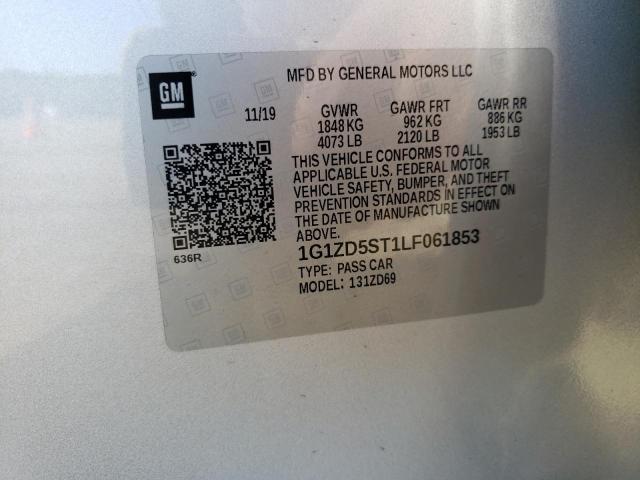 GM
MFD BY GENERAL MOTORS LLC
11/19
GVWR GAWR FRT GAWR RR
1848 KG 962 KG 886 KG
4073 LB 2120 LB 1953 LB
THIS VEHICLE CONFORMS TO ALL
APPLICABLE U.S. FEDERAL MOTOR
VEHICLE SAFETY, BUMPER, AND THEFT
PREVENTION STANDARDS IN EFFECT ON
THE DATE OF MANUFACTURE SHOWN
ABOVE.
636R
1G1ZD5ST1LF061853
TYPE: PASS CAR
MODEL: 131ZD69